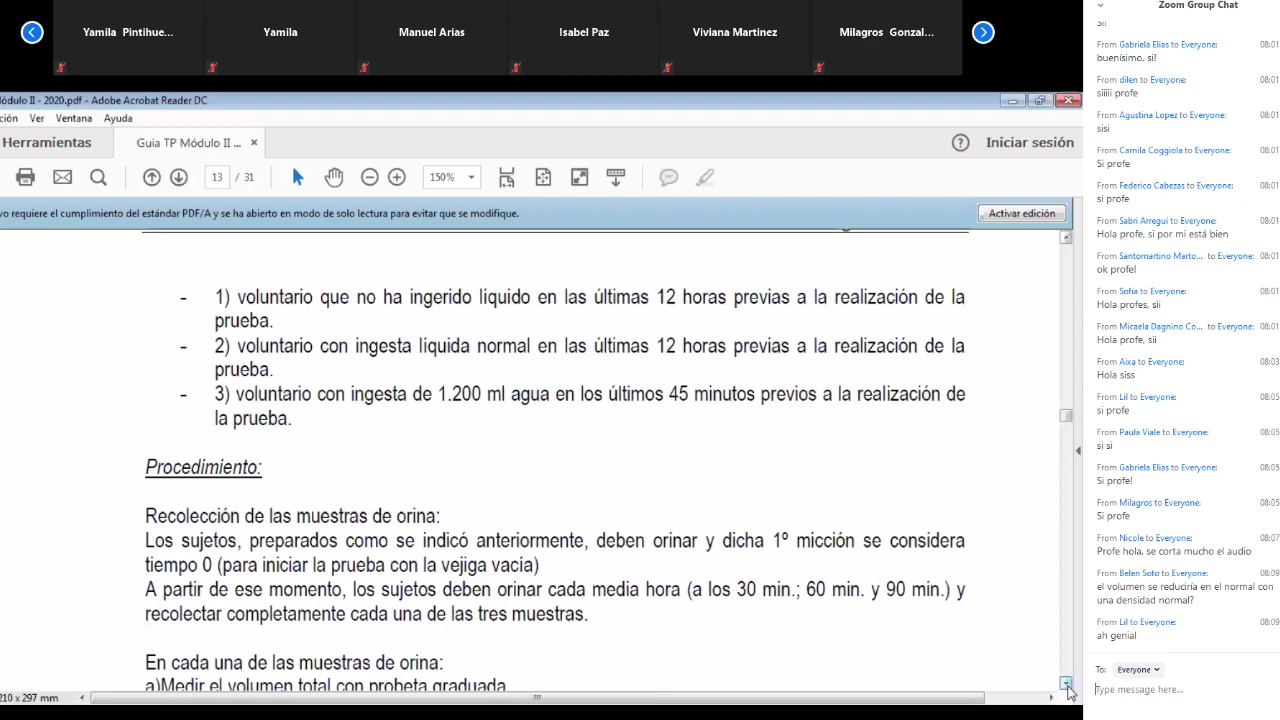 Yamila Pintihue...
Yamila
Manuel Arias
Isabel Paz
Viviana Martinez
Milagros Gonzal...
ódulo II - 2020.pdf - Adobe Acrobat Reader DC
ción Ver Ventana Ayuda
Herramientas
Guia TP Módulo II ... ×
Iniciar sesión
13 / 31
150%
vo requiere el cumplimiento del estándar PDF/A y se ha abierto en modo de solo lectura para evitar que se modifique.
Activar edición
- 1) voluntario que no ha ingerido líquido en las últimas 12 horas previas a la realización de la
prueba.
- 2) voluntario con ingesta líquida normal en las últimas 12 horas previas a la realización de la
prueba.
- 3) voluntario con ingesta de 1.200 ml agua en los últimos 45 minutos previos a la realización de
la prueba.
Procedimiento:
Recolección de las muestras de orina:
Los sujetos, preparados como se indicó anteriormente, deben orinar y dicha 1º micción se considera
tiempo 0 (para iniciar la prueba con la vejiga vacía)
A partir de ese momento, los sujetos deben orinar cada media hora (a los 30 min.; 60 min. y 90 min.) y
recolectar completamente cada una de las tres muestras.
En cada una de las muestras de orina:
a)Medir el volumen total con probeta graduada
210 x 297 mm
Zoom Group Chat
From Gabriela Elias to Everyone: 08:01
buenísimo, si!
From dilen to Everyone: 08:01
siiiii profe
From Agustina Lopez to Everyone: 08:01
sisi
From Camila Coggiola to Everyone: 08:01
Si profe
From Federico Cabezas to Everyone: 08:01
si profe
From Sabri Arregui to Everyone: 08:01
Hola profe, si por mi está bien
From Santomartino Marto... to Everyone: 08:01
ok profe!
From Sofía to Everyone: 08:01
Hola profes, sii
From Micaela Dagnino Co... to Everyone: 08:01
Hola profe, sii
From Aixa to Everyone: 08:03
Hola siss
From Lil to Everyone: 08:05
si profe
From Paula Viale to Everyone: 08:05
si si
From Gabriela Elias to Everyone: 08:05
Si profe!
From Milagros to Everyone: 08:05
Si profe
From Nicole to Everyone: 08:07
Profe hola, se corta mucho el audio
From Belen Soto to Everyone: 08:09
el volumen se reduciría en el normal con
una densidad normal?
From Lil to Everyone: 08:09
ah genial
To: Everyone
Type message here...